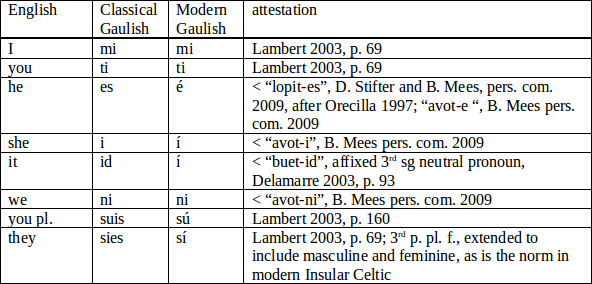 English Classical Gaulish Modern Gaulish attestation
I mi mi Lambert 2003, p. 69
you ti ti Lambert 2003, p. 69
he es é < “lopit-es”, D. Stifter and B. Mees, pers. com.
2009, after Orecilla 1997; “avot-e “, B. Mees pers.
com. 2009
she i í < “avot-i”, B. Mees pers. com. 2009
it id í < “buet-id”, affixed 3rd sg neutral pronoun,
Delamarre 2003, p. 93
we ni ni < “avot-ni”, B. Mees pers. com. 2009
you pl. suis sú Lambert 2003, p. 160
they sies sí Lambert 2003, p. 69; 3rd p. pl. f., extended to
include masculine and feminine, as is the norm in
modern Insular Celtic